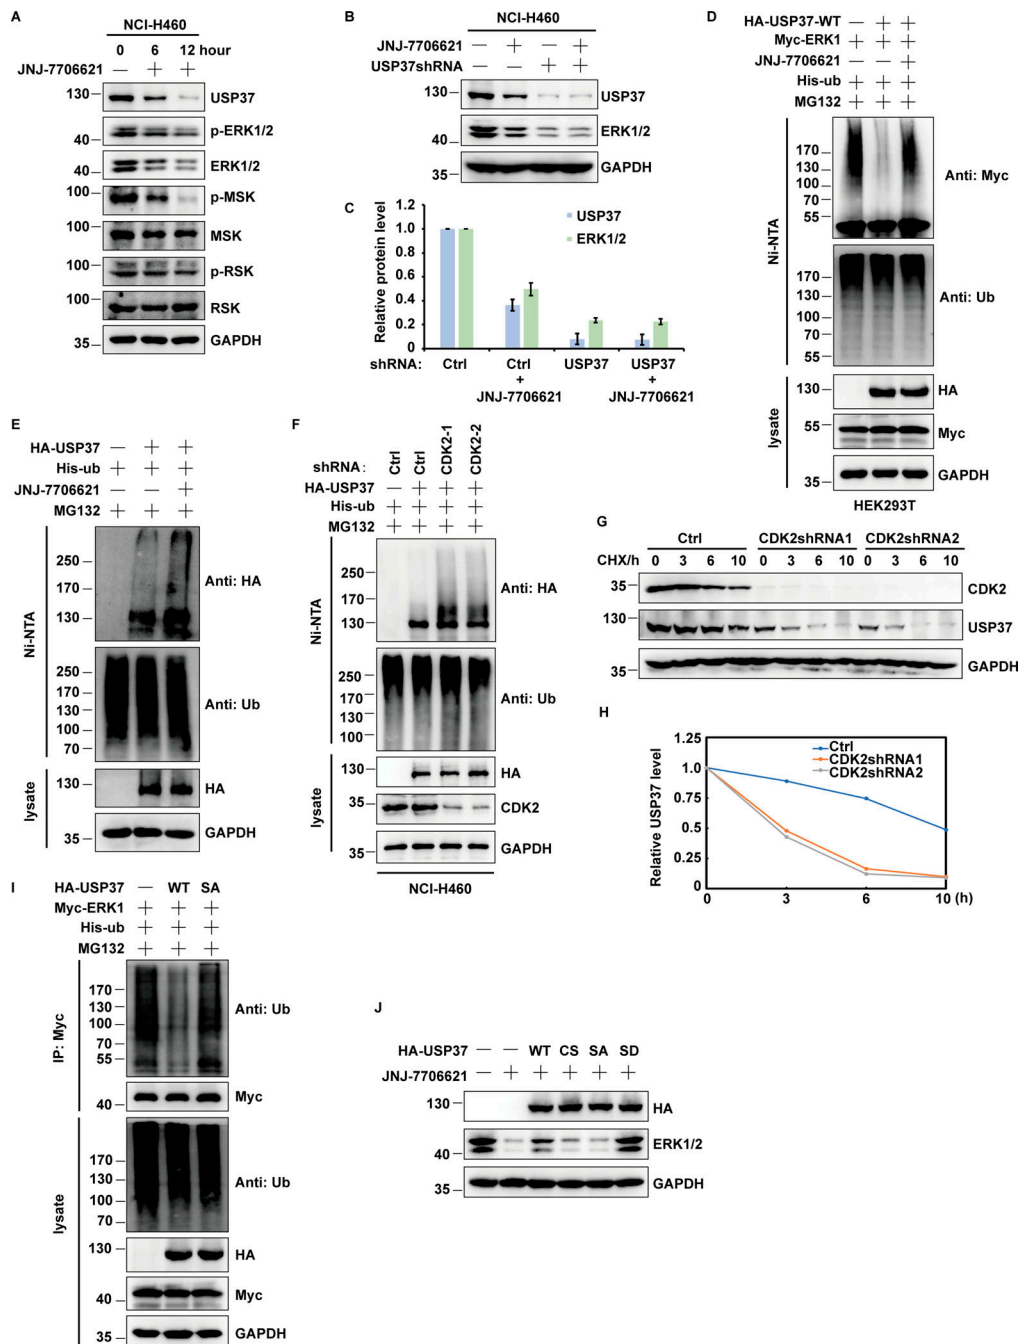 A
NCI-H460
0 6 12 hour
JNJ-7706621 — + +
130 USP37
p-ERK1/2
40
ERK1/2
40
100 p-MSK
100 MSK
100 p-RSK
100 RSK
35 GAPDH
B
NCI-H460
JNJ-7706621 — + — +
USP37shRNA — — + +
130 USP37
ERK1/2
40
35 GAPDH
C
1.2
1.0
0.8
0.6
0.4
0.2
0
Relative protein level
USP37
ERK1/2
shRNA: Ctrl Ctrl + JNJ-7706621 USP37 USP37 + JNJ-7706621
D
HA-USP37-WT — + +
Myc-ERK1 + + +
JNJ-7706621 — — +
His-ub + + +
MG132 + + +
Ni-NTA
170
130
100
70
55
Anti: Myc
170
130
100
70
55
Anti: Ub
lysate
130 HA
55 Myc
35 GAPDH
HEK293T
E
HA-USP37 — + +
His-ub + + +
JNJ-7706621 — — +
MG132 + + +
Ni-NTA
250
170
130
Anti: HA
250
170
130
100
70
Anti: Ub
lysate
130 HA
35 GAPDH
F
shRNA: Ctrl Ctrl CDK2-1 CDK2-2
HA-USP37 — + + +
His-ub + + + +
MG132 + + + +
Ni-NTA
250
170
130
Anti: HA
250
170
130
100
Anti: Ub
lysate
130 HA
35 CDK2
35 GAPDH
NCI-H460
G
Ctrl CDK2shRNA1 CDK2shRNA2
CHX/h 0 3 6 10 0 3 6 10 0 3 6 10
35 CDK2
130 USP37
35 GAPDH
H
1.25
1.0
0.75
0.5
0.25
0
Relative USP37 level
Ctrl
CDK2shRNA1
CDK2shRNA2
0 3 6 10 (h)
I
HA-USP37 — WT SA
Myc-ERK1 + + +
His-ub + + +
MG132 + + +
IP: Myc
170
130
100
70
55
Anti: Ub
40 Myc
lysate
170
130
100
70
Anti: Ub
130 HA
40 Myc
35 GAPDH
J
HA-USP37 — — WT CS SA SD
JNJ-7706621 — + + + + +
130 HA
ERK1/2
40
35 GAPDH